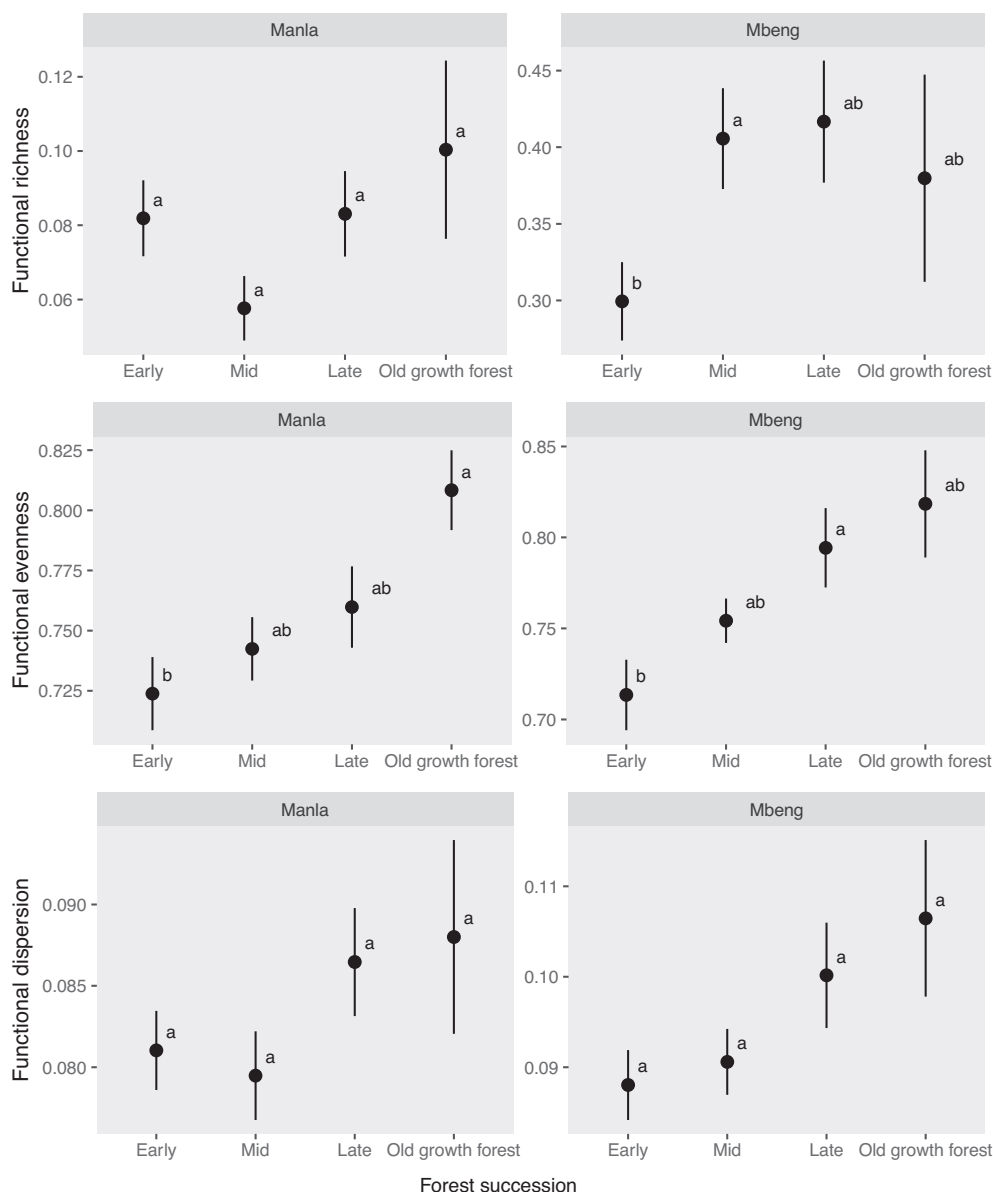 Manla Mbeng
Functional richness
0.12
0.10
0.08
0.06
a
a
a
a
Early Mid Late Old growth forest
0.45
0.40
0.35
0.30
b
a
ab
ab
Early Mid Late Old growth forest
Manla Mbeng
Functional evenness
0.825
0.800
0.775
0.750
0.725
b
ab
ab
a
Early Mid Late Old growth forest
0.85
0.80
0.75
0.70
b
ab
a
ab
Early Mid Late Old growth forest
Manla Mbeng
Functional dispersion
0.090
0.085
0.080
a
a
a
a
Early Mid Late Old growth forest
0.11
0.10
0.09
a
a
a
a
Early Mid Late Old growth forest
Forest succession